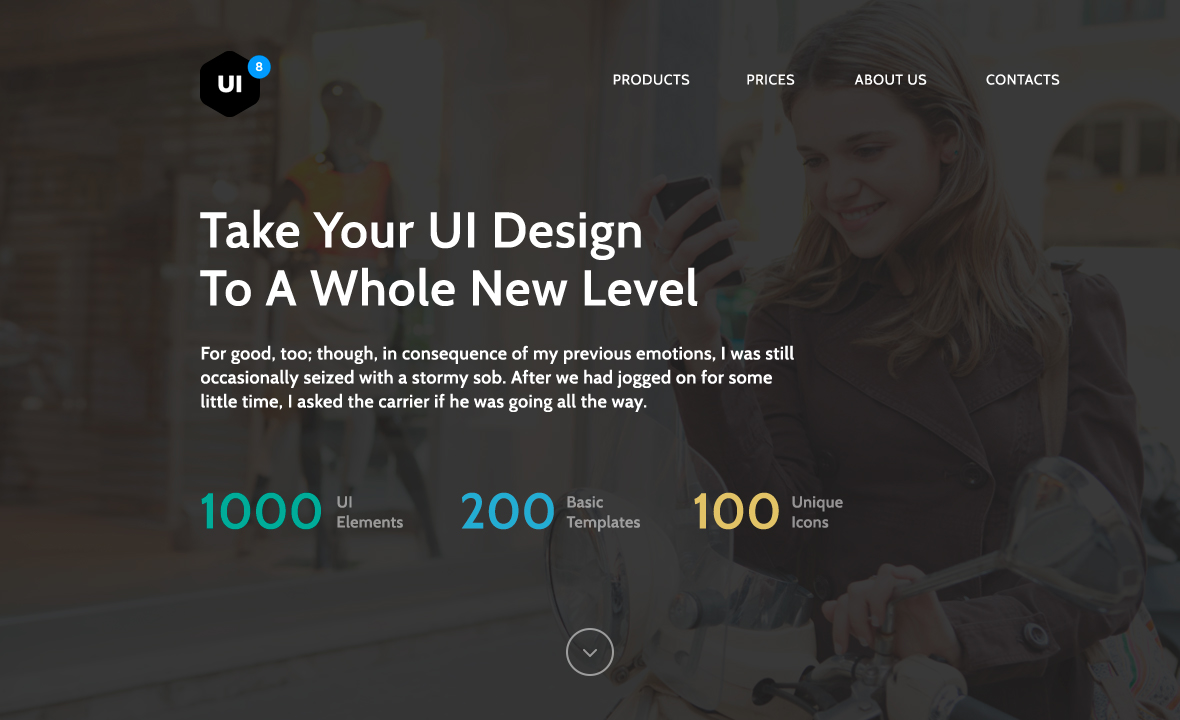 UI
8
PRODUCTS PRICES ABOUT US CONTACTS
Take Your UI Design
To A Whole New Level
For good, too; though, in consequence of my previous emotions, I was still
occasionally seized with a stormy sob. After we had jogged on for some
little time, I asked the carrier if he was going all the way.
1000 UI
Elements
200 Basic
Templates
100 Unique
Icons